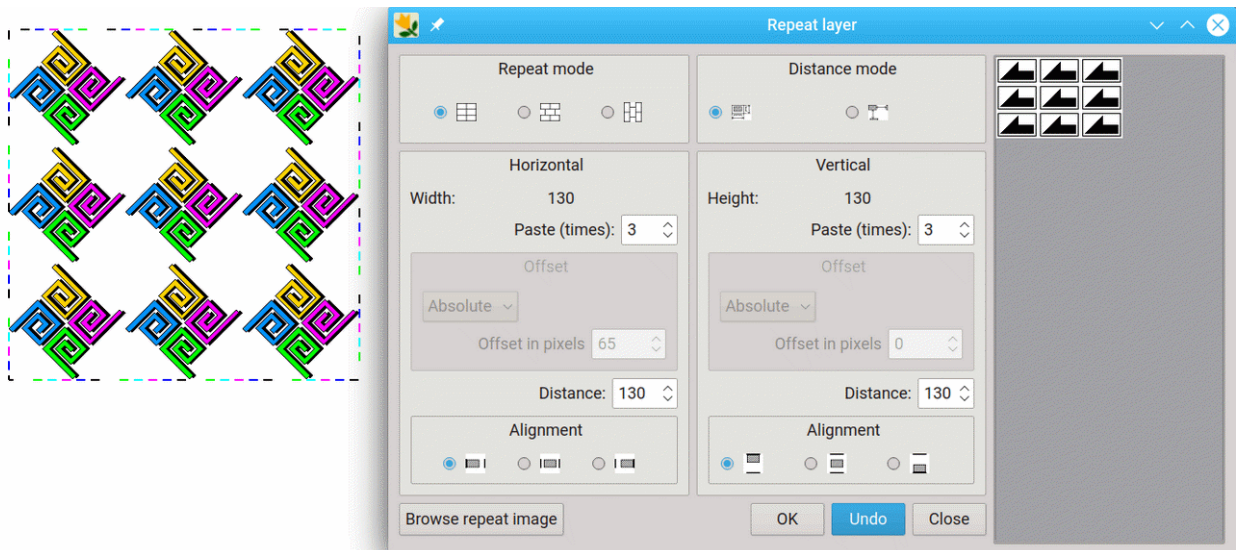 Repeat layer
Repeat mode
Distance mode
Horizontal
Width: 130
Paste (times): 3
Offset
Absolute
Offset in pixels 65
Distance: 130
Alignment
Vertical
Height: 130
Paste (times): 3
Offset
Absolute
Offset in pixels 0
Distance: 130
Alignment
Browse repeat image
OK
Undo
Close